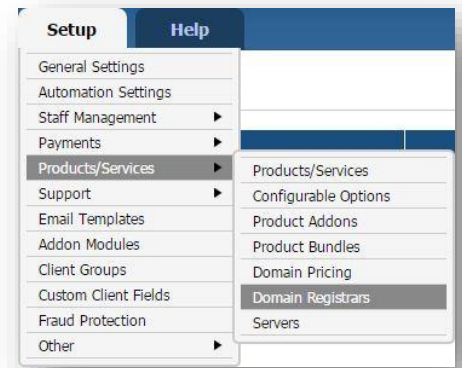 Setup
Help
General Settings
Automation Settings
Staff Management
Payments
Products/Services
Support
Email Templates
Addon Modules
Client Groups
Custom Client Fields
Fraud Protection
Other
Products/Services
Configurable Options
Product Addons
Product Bundles
Domain Pricing
Domain Registrars
Servers